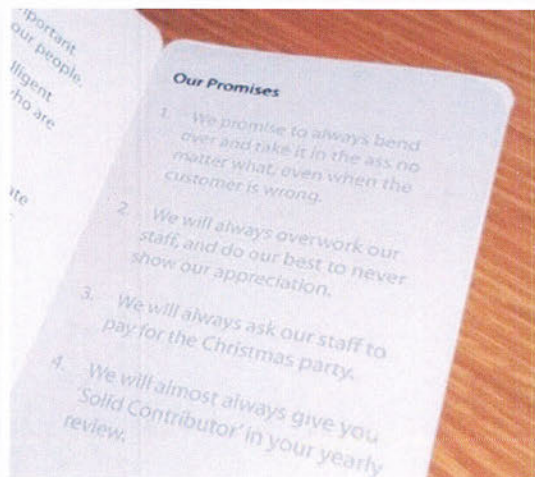 important
our people.
lligent
who are
ate
Our Promises
1. We promise to always bend
over and take it in the ass no
matter what, even when the
customer is wrong.
2. We will always overwork our
staff, and do our best to never
show our appreciation.
3. We will always ask our staff to
pay for the Christmas party.
4. We will almost always give you
'Solid Contributor' in your yearly
review.